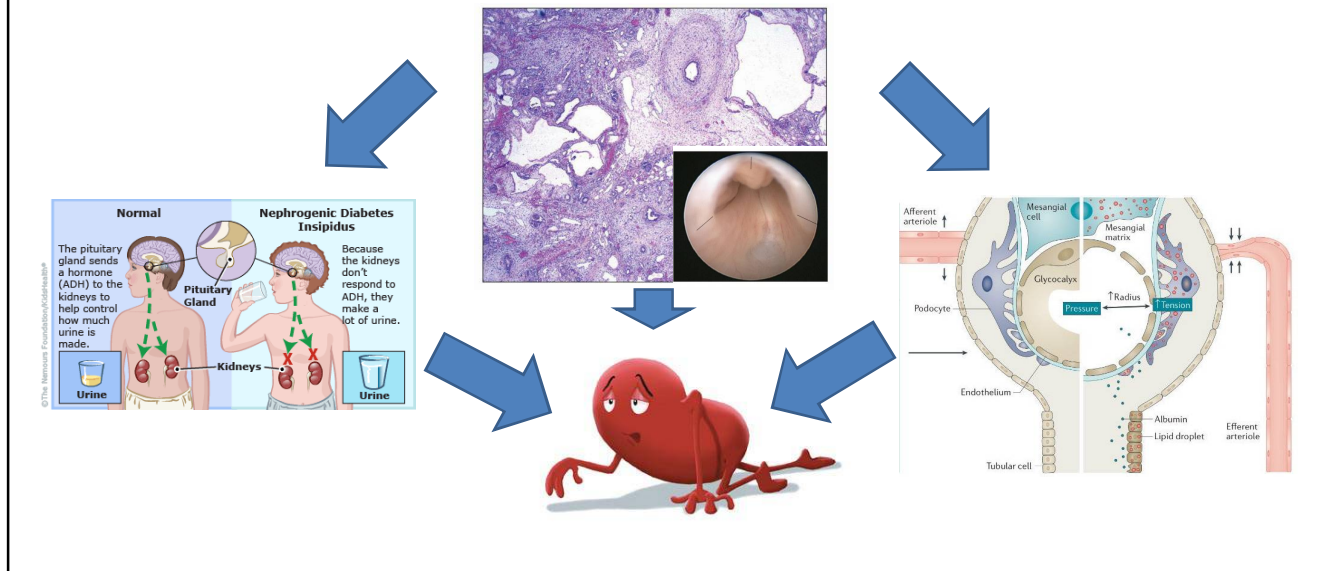 Normal
Nephrogenic Diabetes
Insipidus
The pituitary
gland sends
a hormone
(ADH) to the
kidneys to
help control
how much
urine is
made.
Pituitary
Gland
Because
the kidneys
don't
respond to
ADH, they
make a
lot of urine.
X
X
Kidneys
Urine
Urine
©The Nemours Foundation/KidsHealth®
Afferent
arteriole
Mesangial
cell
Mesangial
matrix
Glycocalyx
Podocyte
↑Radius
Pressure
↑Tension
Endothelium
Albumin
Lipid droplet
Efferent
arteriole
Tubular cell